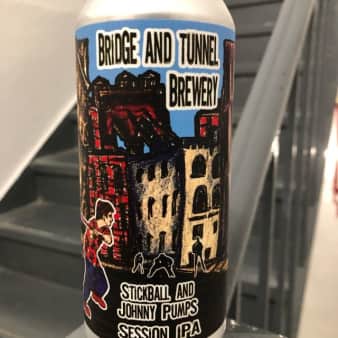 BRIDGE AND TUNNEL
BREWERY
STICKBALL AND
JOHNNY PUMPS
SESSION IPA